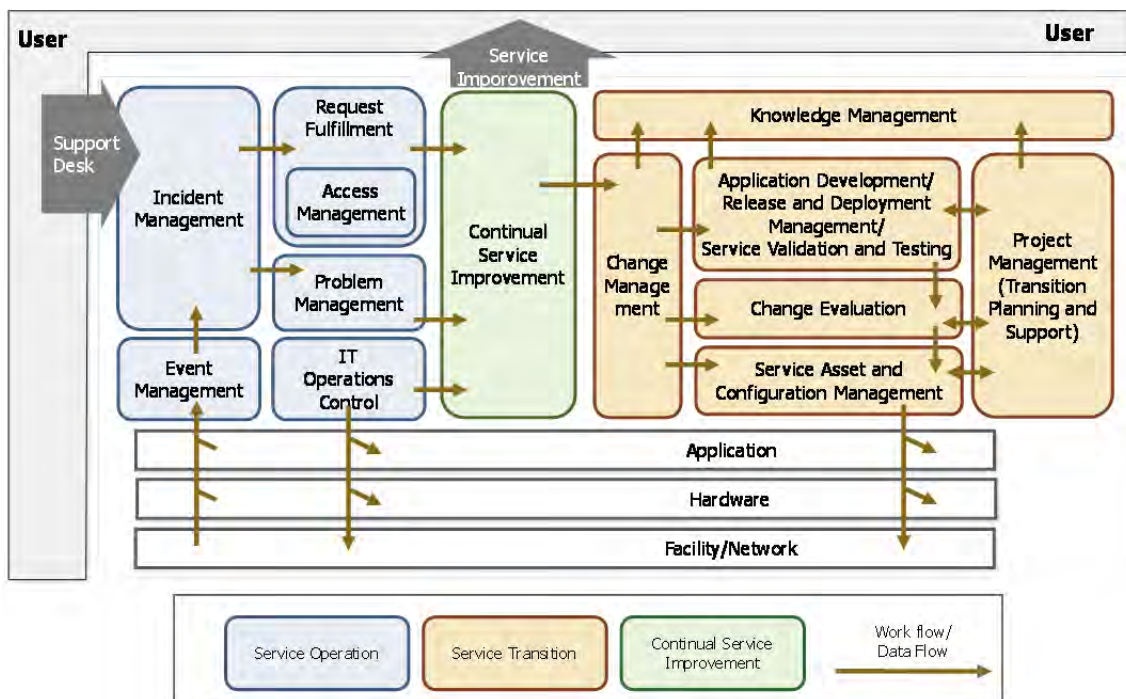 User
User
Service
Imporovement
Support
Desk
Incident
Management
Request
Fulfillment
Access
Management
Problem
Management
Event
Management
IT
Operations
Control
Continual
Service
Improvement
Knowledge Management
Change
Manage
ment
Application Development/
Release and Deployment
Management/
Service Validation and Testing
Change Evaluation
Service Asset and
Configuration Management
Project
Management
(Transition
Planning and
Support)
Application
Hardware
Facility/Network
Service Operation
Service Transition
Continual Service
Improvement
Work flow/
Data Flow